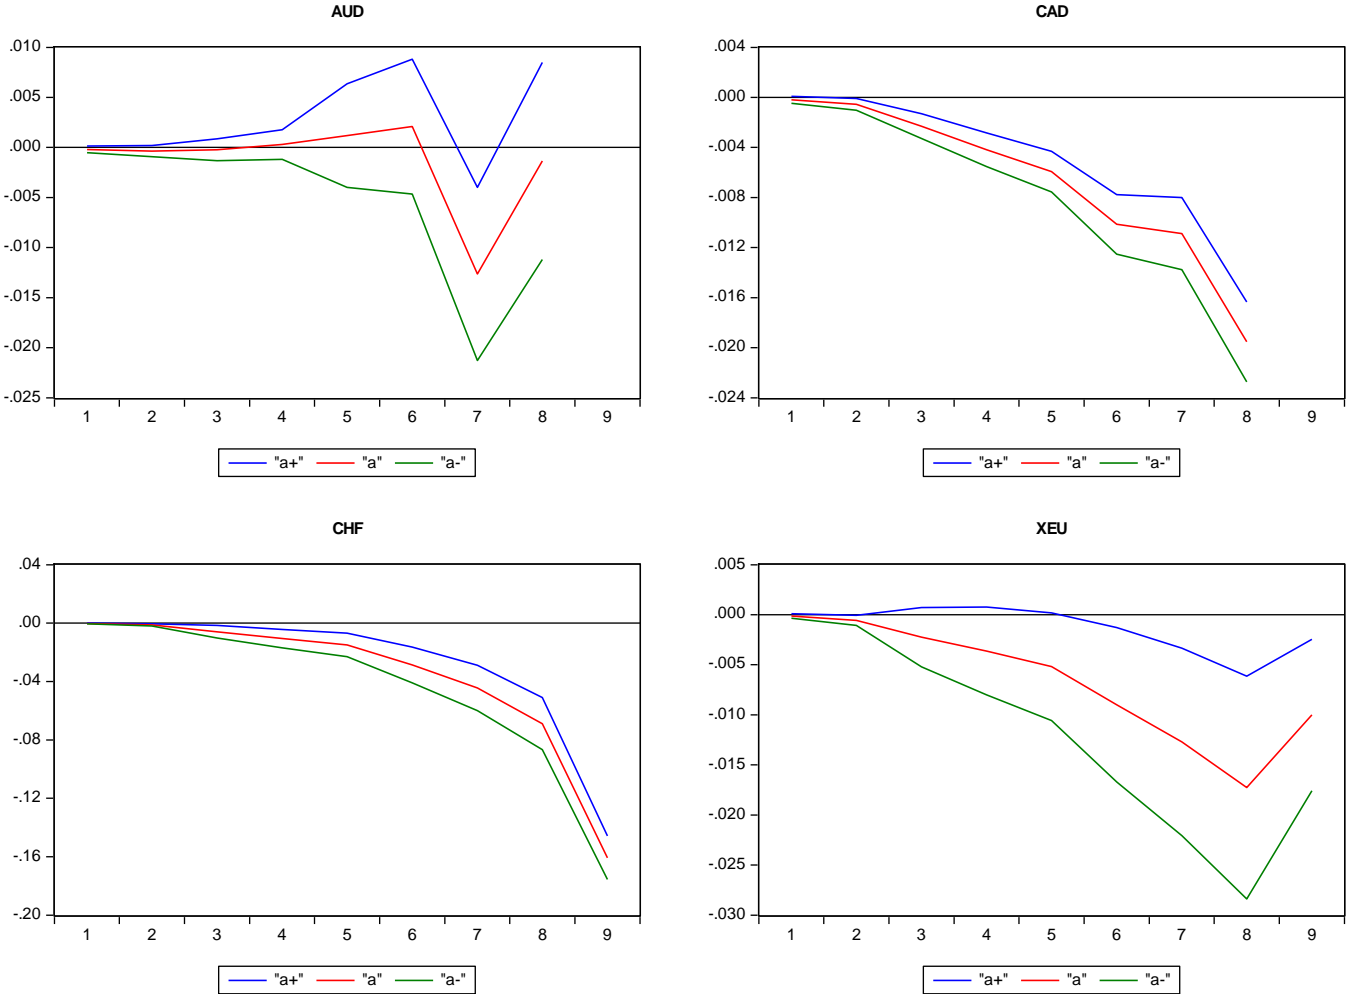 AUD
.010
.005
.000
-.005
-.010
-.015
-.020
-.025
1 2 3 4 5 6 7 8 9
"a+" "a" "a-"
CAD
.004
.000
-.004
-.008
-.012
-.016
-.020
-.024
1 2 3 4 5 6 7 8 9
"a+" "a" "a-"
CHF
.04
.00
-.04
-.08
-.12
-.16
-.20
1 2 3 4 5 6 7 8 9
"a+" "a" "a-"
XEU
.005
.000
-.005
-.010
-.015
-.020
-.025
-.030
1 2 3 4 5 6 7 8 9
"a+" "a" "a-"